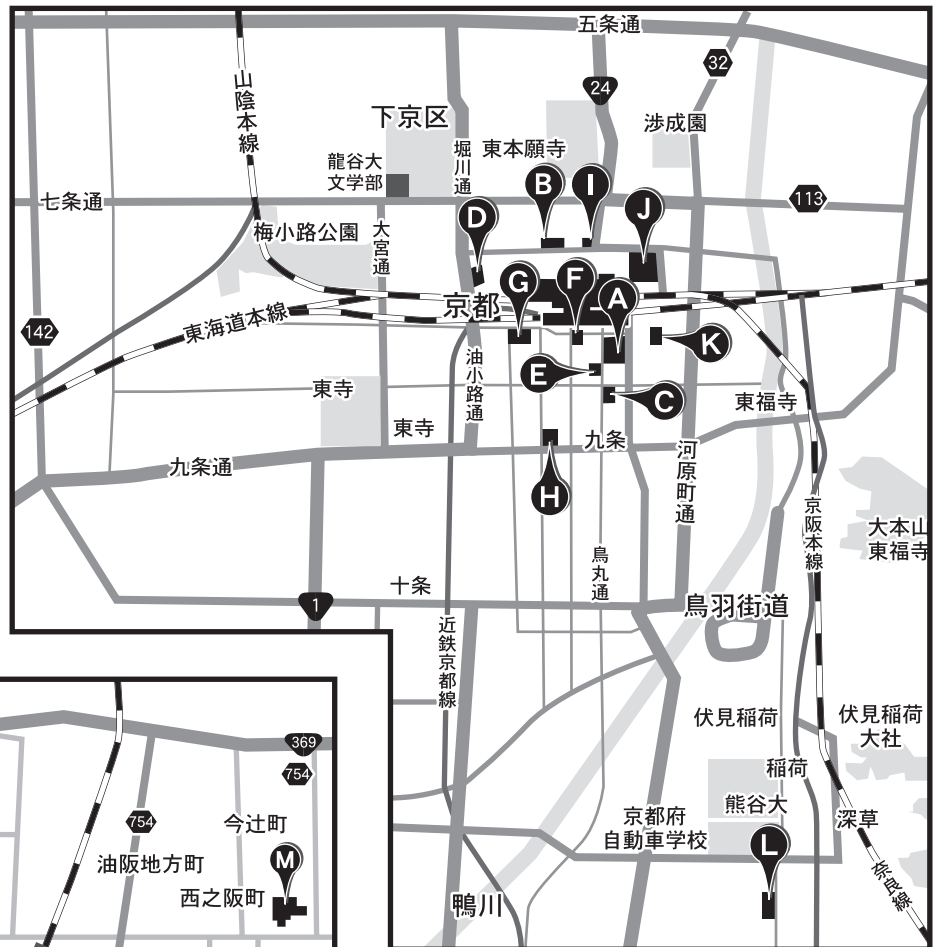 五条通
32
24
山陰本線
下京区
渉成園
堀川通
東本願寺
龍谷大
文学部
七条通
B
I
J
113
D
梅小路公園
大宮通
G
F
A
京都
東海道本線
142
K
油小路通
E
東寺
C
東福寺
東寺
九条
九条通
河原町通
H
京阪本線
大本山
東福寺
烏丸通
十条
1
鳥羽街道
近鉄京都線
伏見稲荷
伏見稲荷
大社
稲荷
熊谷大
京都府
自動車学校
深草
L
奈良線
鴨川
369
754
754
今辻町
油阪地方町
M
西之阪町